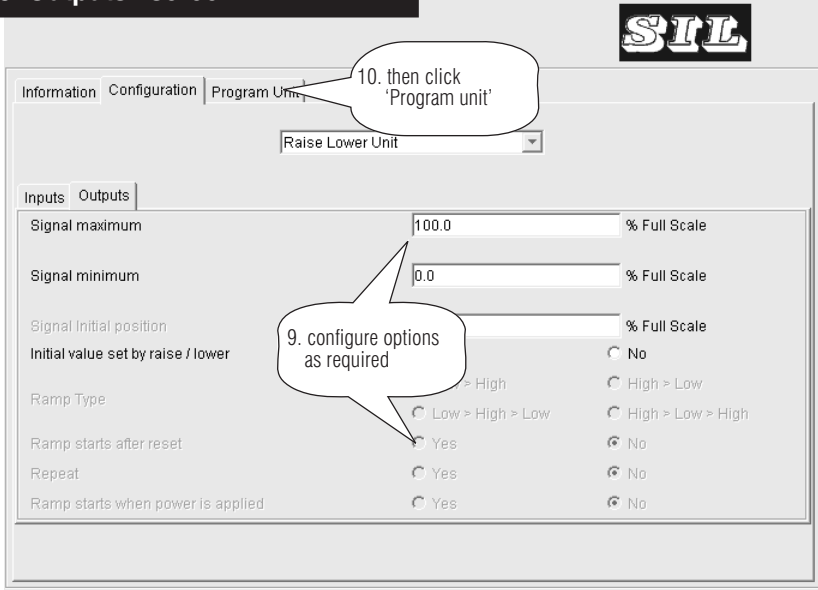 SIL
Information Configuration Program Unit
10. then click
'Program unit'
Raise Lower Unit
Inputs Outputs
Signal maximum 100.0 % Full Scale
Signal minimum 0.0 % Full Scale
Signal Initial position % Full Scale
9. configure options
as required
Initial value set by raise / lower No
Ramp Type > High High > Low
Low > High > Low High > Low > High
Ramp starts after reset Yes No
Repeat Yes No
Ramp starts when power is applied Yes No